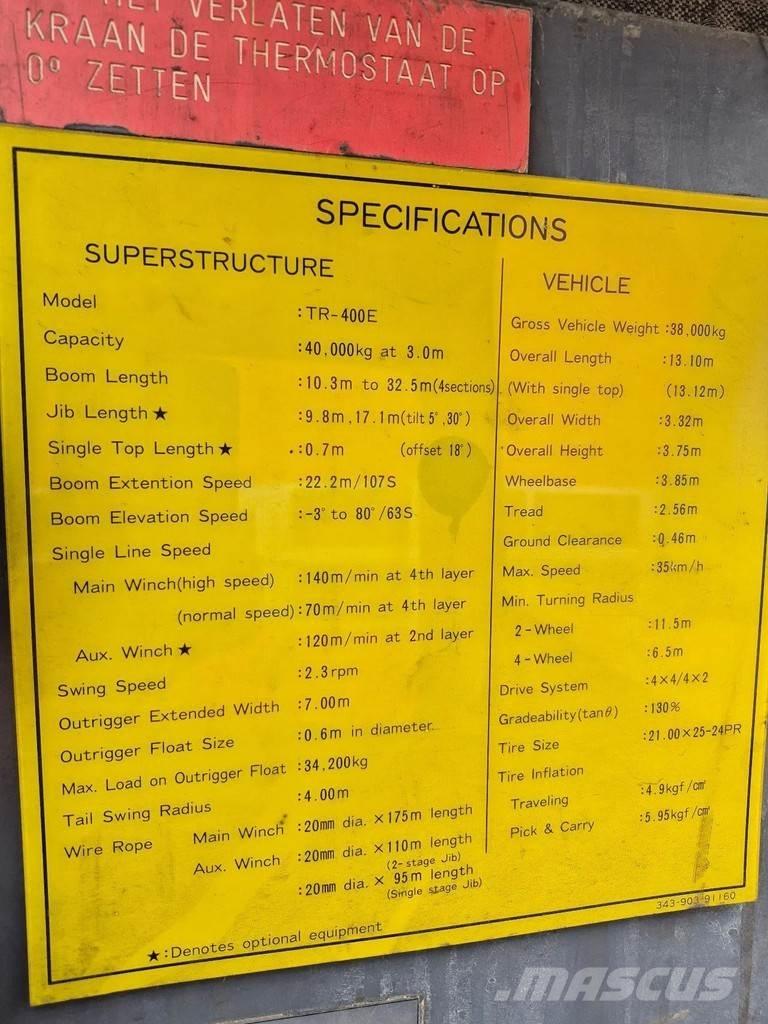 HET VERLATEN VAN DE
KRAAN DE THERMOSTAAT OP
0° ZETTEN
SPECIFICATIONS
SUPERSTRUCTURE
Model :TR-400E
Capacity :40,000kg at 3.0m
Boom Length :10.3m to 32.5m(4sections)
Jib Length★ :9.8m,17.1m(tilt 5°,30°)
Single Top Length★ :0.7m (offset 18°)
Boom Extention Speed :22.2m/107S
Boom Elevation Speed :-3° to 80°/63S
Single Line Speed
Main Winch(high speed) :140m/min at 4th layer
(normal speed) :70m/min at 4th layer
Aux. Winch★ :120m/min at 2nd layer
Swing Speed :2.3rpm
Outrigger Extended Width :7.00m
Outrigger Float Size :0.6m in diameter
Max. Load on Outrigger Float :34,200kg
Tail Swing Radius :4.00m
Wire Rope Main Winch :20mm dia. ×175m length
Aux. Winch :20mm dia. ×110m length
(2-stage Jib)
:20mm dia. × 95m length
(Single stage Jib)
★:Denotes optional equipment
VEHICLE
Gross Vehicle Weight :38,000kg
Overall Length :13.10m
(With single top) (13.12m)
Overall Width :3.32m
Overall Height :3.75m
Wheelbase :3.85m
Tread :2.56m
Ground Clearance :0.46m
Max. Speed :35km/h
Min. Turning Radius
2-Wheel :11.5m
4-Wheel :6.5m
Drive System :4×4/4×2
Gradeability(tanθ) :130%
Tire Size :21.00×25-24PR
Tire Inflation
Traveling :4.9kgf/cm²
Pick & Carry :5.95kgf/cm²
343-903-91160
.MASCUS